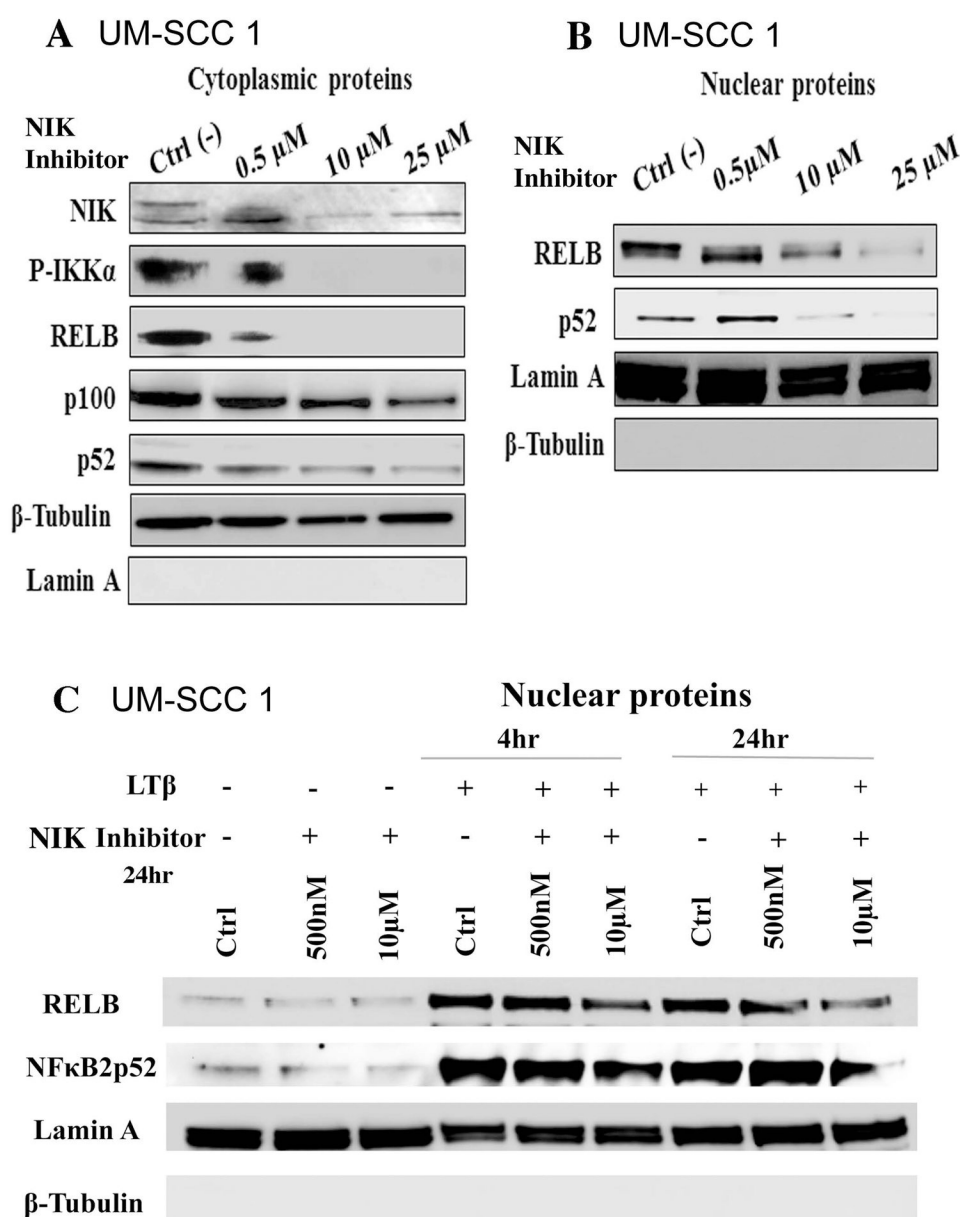 A UM-SCC 1
Cytoplasmic proteins
NIK
Inhibitor Ctrl (-) 0.5 μM 10 μM 25 μM
NIK
P-IKKα
RELB
p100
p52
β-Tubulin
Lamin A
B UM-SCC 1
Nuclear proteins
NIK
Inhibitor Ctrl (-) 0.5μM 10 μM 25 μM
RELB
p52
Lamin A
β-Tubulin
C UM-SCC 1 Nuclear proteins
4hr 24hr
LTβ - - - + + + + + +
NIK Inhibitor - + + - + + - + +
24hr
Ctrl 500nM 10μM Ctrl 500nM 10μM Ctrl 500nM 10μM
RELB
NFκB2p52
Lamin A
β-Tubulin